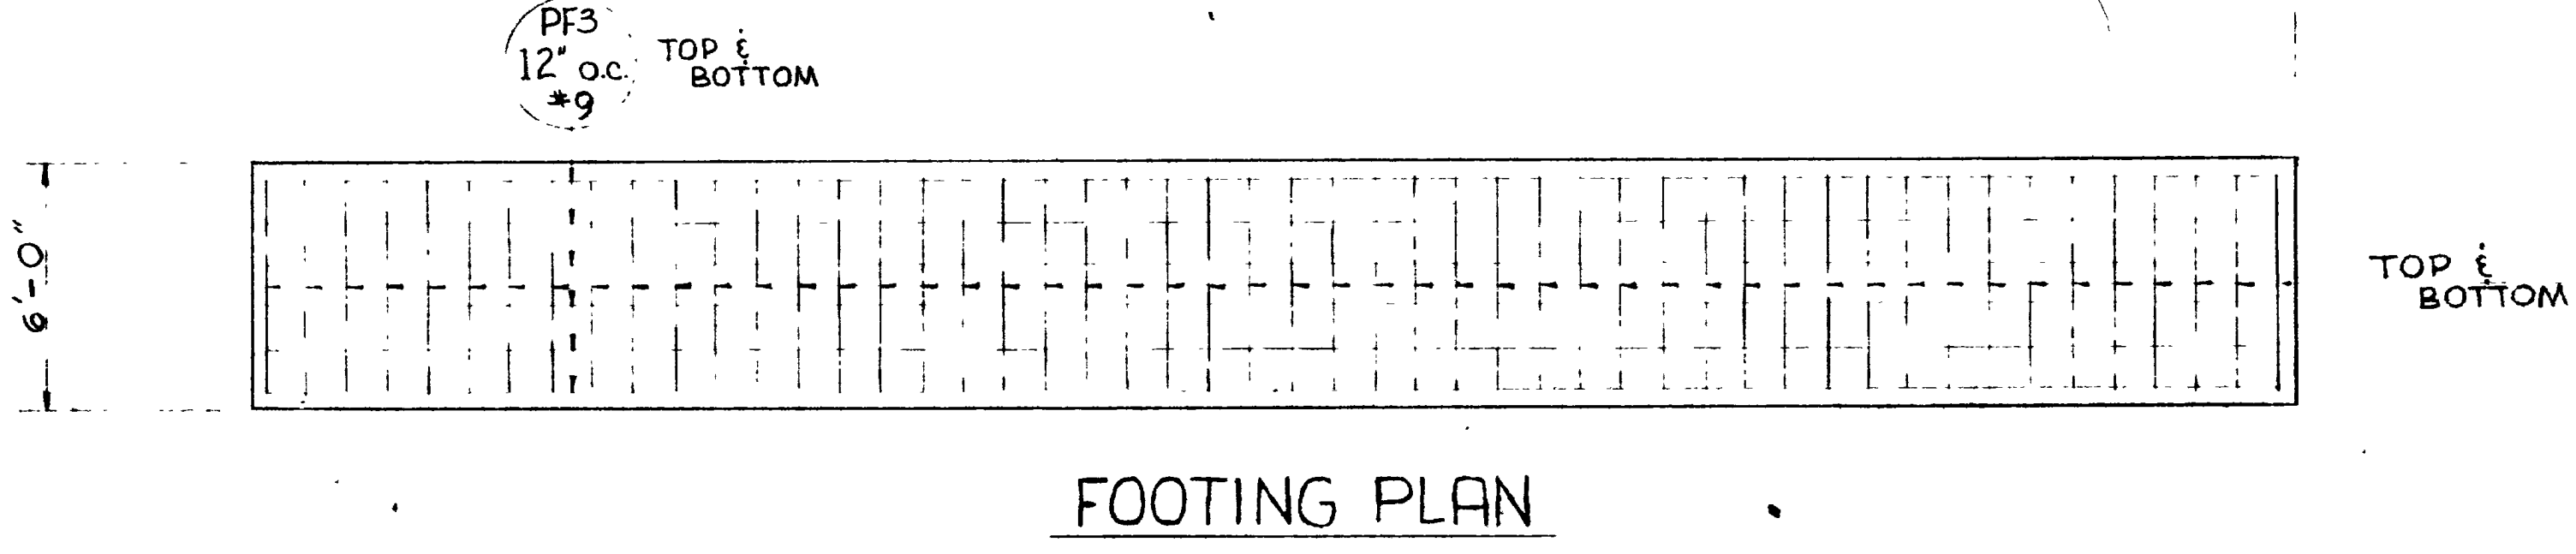 PF3
12" o.c.
#9
TOP &
BOTTOM
6'-0"
TOP &
BOTTOM
FOOTING PLAN